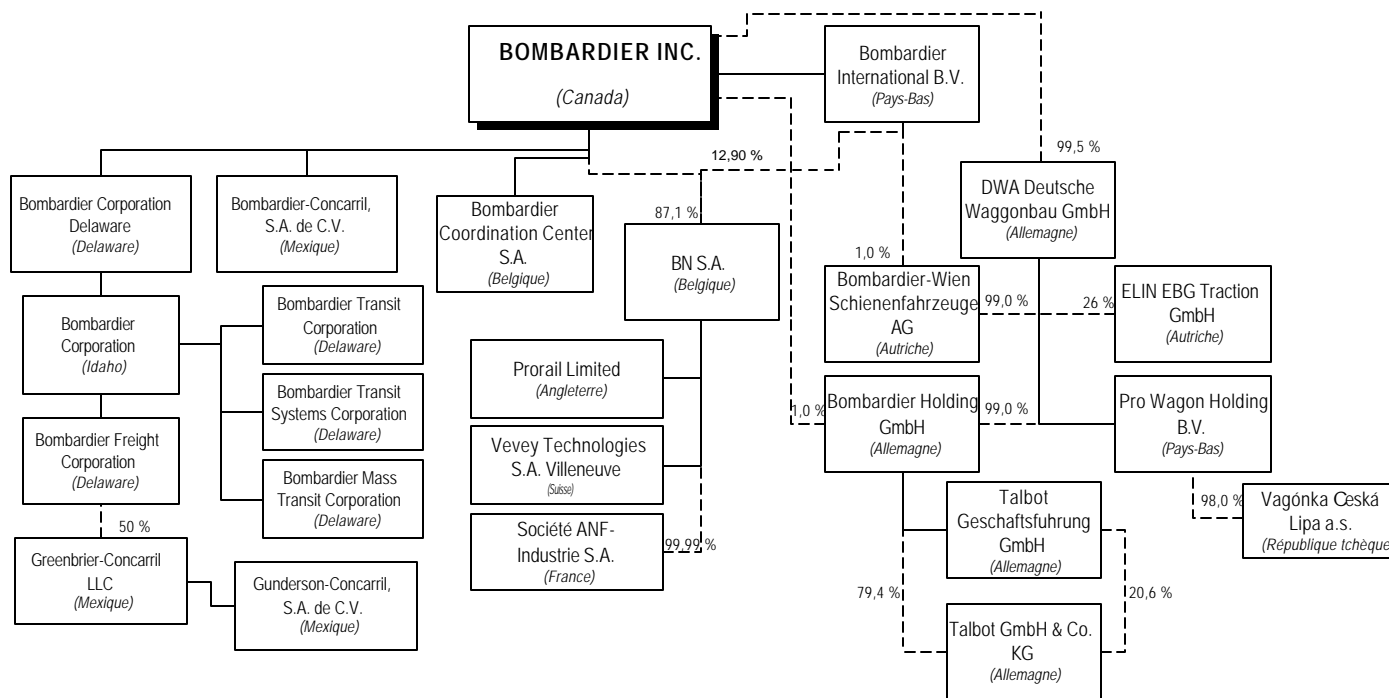 BOMBARDIER INC.
(Canada)
Bombardier
International B.V.
(Pays-Bas)
12,90 %
99,5 %
Bombardier Corporation
Delaware
(Delaware)
Bombardier-Concarril,
S.A. de C.V.
(Mexique)
Bombardier
Coordination Center
S.A.
(Belgique)
87,1 %
BN S.A.
(Belgique)
DWA Deutsche
Waggonbau GmbH
(Allemagne)
1,0 %
Bombardier-Wien
Schienenfahrzeuge
AG
(Autriche)
99,0 %
26 %
ELIN EBG Traction
GmbH
(Autriche)
Bombardier
Corporation
(Idaho)
Bombardier Transit
Corporation
(Delaware)
Bombardier Transit
Systems Corporation
(Delaware)
Bombardier Mass
Transit Corporation
(Delaware)
Bombardier Freight
Corporation
(Delaware)
50 %
Greenbrier-Concarril
LLC
(Mexique)
Gunderson-Concarril,
S.A. de C.V.
(Mexique)
Prorail Limited
(Angleterre)
Vevey Technologies
S.A. Villeneuve
(Suisse)
Société ANF-
Industrie S.A.
(France)
99,99 %
1,0 %
Bombardier Holding
GmbH
(Allemagne)
99,0 %
Pro Wagon Holding
B.V.
(Pays-Bas)
98,0 %
Vagónka Ceská
Lipa a.s.
(République tchèque
Talbot
Geschaftsfuhrung
GmbH
(Allemagne)
79,4 %
20,6 %
Talbot GmbH & Co.
KG
(Allemagne)